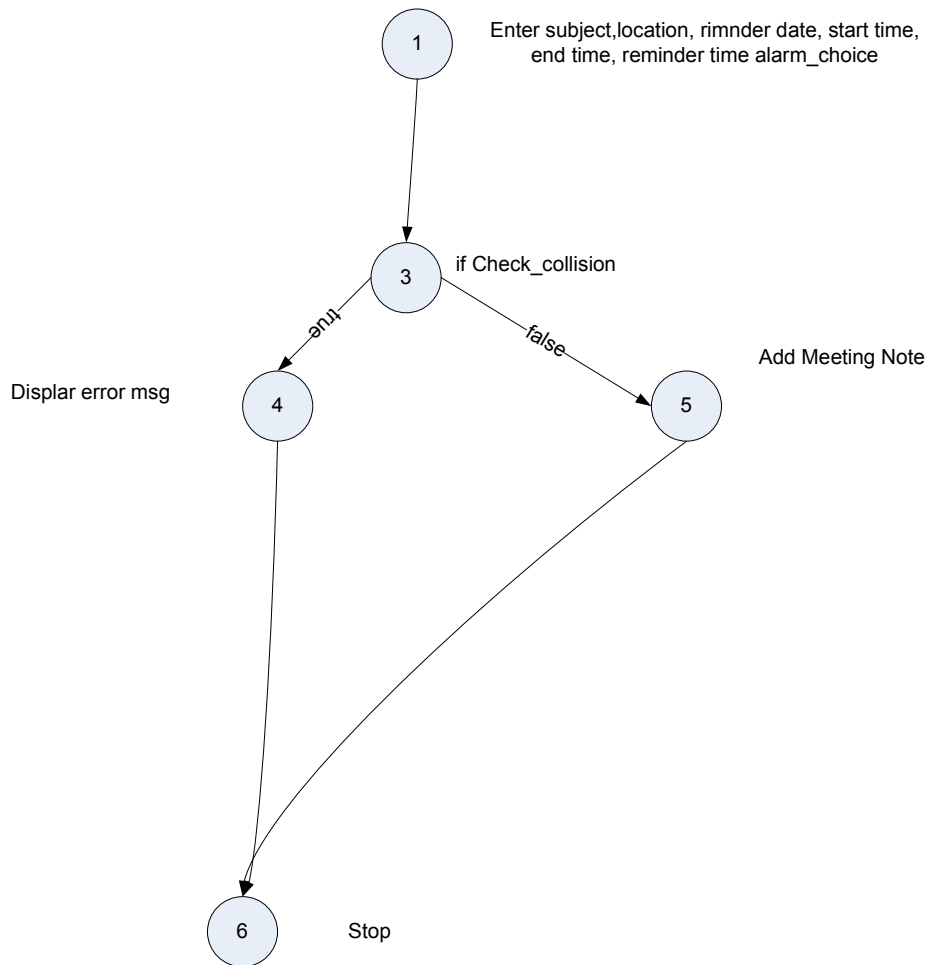 1
Enter subject,location, rimnder date, start time,
end time, reminder time alarm_choice
3
if Check_collision
true
false
Add Meeting Note
Displar error msg
4
5
6
Stop